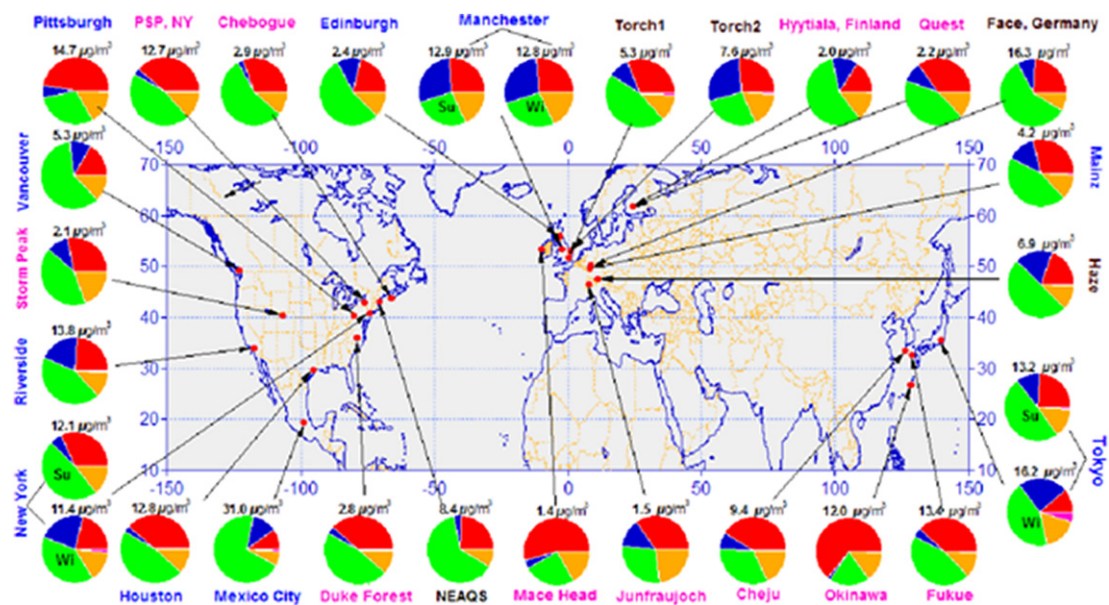 Pittsburgh PSP, NY Chebogue Edinburgh Manchester Torch1 Torch2 Hyytiala, Finland Quest Face, Germany
14.7 µg/m³ 12.7 µg/m³ 2.9 µg/m³ 2.4 µg/m³ 12.9 µg/m³ 12.8 µg/m³ 5.3 µg/m³ 7.6 µg/m³ 2.0 µg/m³ 2.2 µg/m³ 16.3 µg/m³
Su Wi
Vancouver
5.3 µg/m³
4.2 µg/m³
Mainz
-150 -100 -50 0 50 100 150
70 70
60 60
50 50
40 40
30 30
20 20
10 10
-150 -100 -50 0 50 100 150
Storm Peak
2.1 µg/m³
6.9 µg/m³
Haze
Riverside
13.8 µg/m³
13.2 µg/m³
Su
New York
12.1 µg/m³
Su
16.2 µg/m³
Wi
Tokyo
11.4 µg/m³ 12.8 µg/m³ 31.0 µg/m³ 2.8 µg/m³ 8.4 µg/m³ 1.4 µg/m³ 1.5 µg/m³ 9.4 µg/m³ 12.0 µg/m³ 13.4 µg/m³
Wi
Houston Mexico City Duke Forest NEAQS Mace Head Junfraujoch Cheju Okinawa Fukue